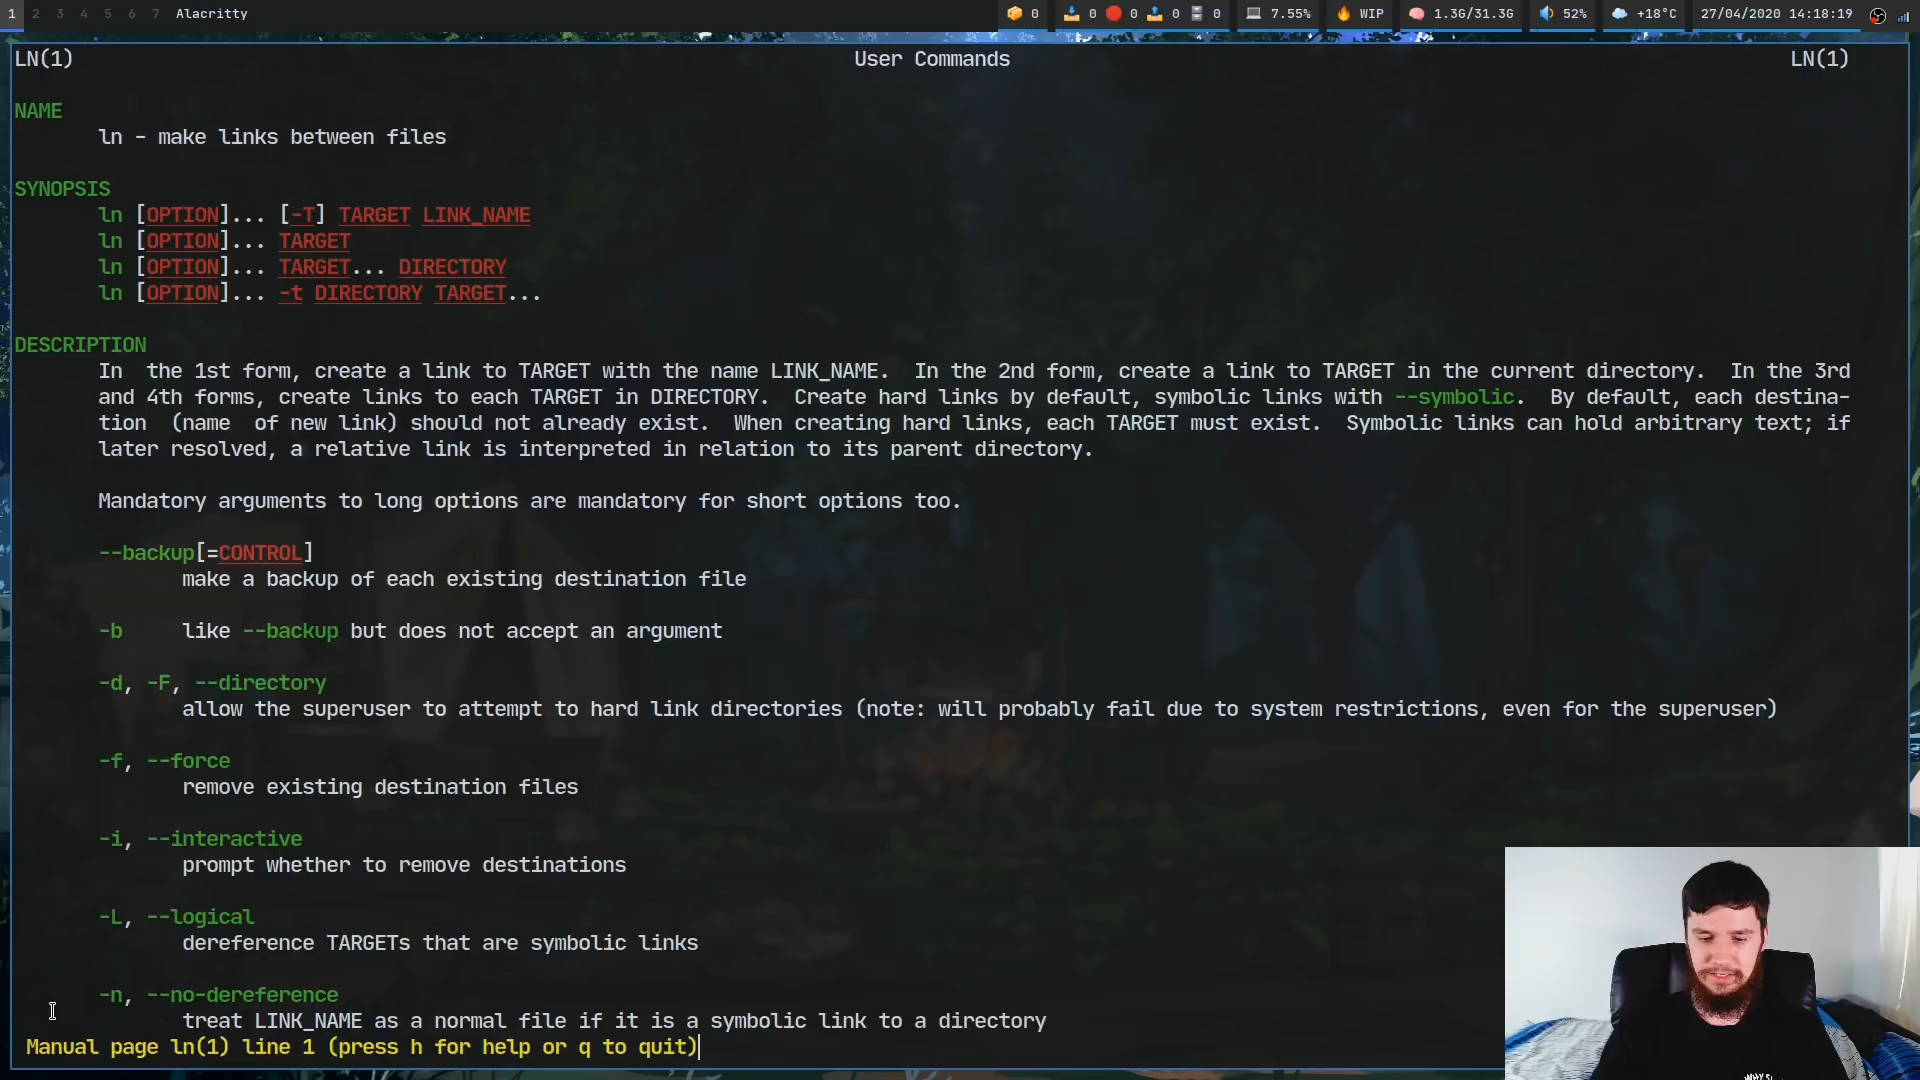 1 2 3 4 5 6 7 Alacritty 0 0 0 0 0 7.55% WIP 1.3G/31.3G 52% +18°C 27/04/2020 14:18:19
LN(1) User Commands LN(1)
NAME
ln - make links between files
SYNOPSIS
ln [OPTION]... [-T] TARGET LINK_NAME
ln [OPTION]... TARGET
ln [OPTION]... TARGET... DIRECTORY
ln [OPTION]... -t DIRECTORY TARGET...
DESCRIPTION
In  the 1st form, create a link to TARGET with the name LINK_NAME.  In the 2nd form, create a link to TARGET in the current directory.  In the 3rd
and 4th forms, create links to each TARGET in DIRECTORY.  Create hard links by default, symbolic links with --symbolic.  By default, each destina-
tion  (name  of new link) should not already exist.  When creating hard links, each TARGET must exist.  Symbolic links can hold arbitrary text; if
later resolved, a relative link is interpreted in relation to its parent directory.
Mandatory arguments to long options are mandatory for short options too.
--backup[=CONTROL]
make a backup of each existing destination file
-b     like --backup but does not accept an argument
-d, -F, --directory
allow the superuser to attempt to hard link directories (note: will probably fail due to system restrictions, even for the superuser)
-f, --force
remove existing destination files
-i, --interactive
prompt whether to remove destinations
-L, --logical
dereference TARGETs that are symbolic links
-n, --no-dereference
treat LINK_NAME as a normal file if it is a symbolic link to a directory
Manual page ln(1) line 1 (press h for help or q to quit)